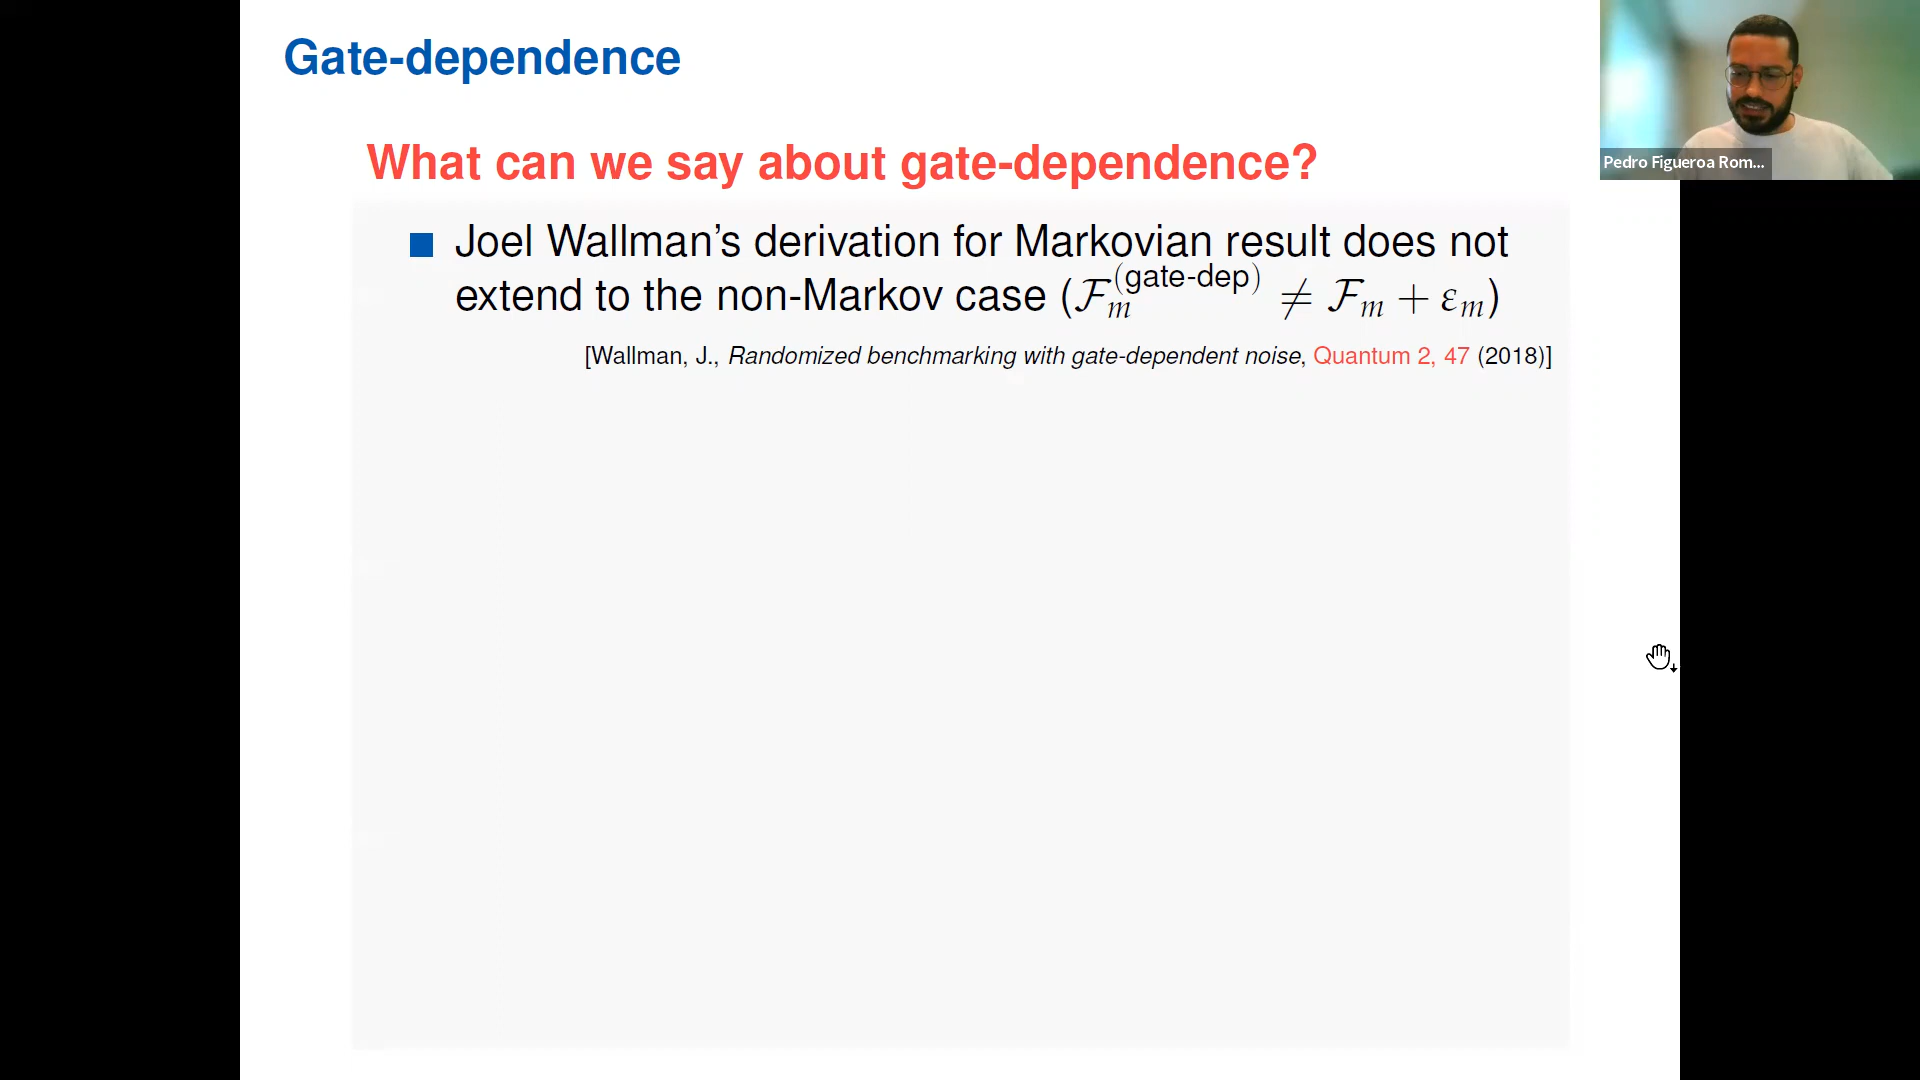 Gate-dependence
Pedro Figueroa Rom...
What can we say about gate-dependence?
Joel Wallman’s derivation for Markovian result does not
extend to the non-Markov case (ℱₘ^(gate-dep) ≠ ℱₘ + εₘ)
[Wallman, J., Randomized benchmarking with gate-dependent noise, Quantum 2, 47 (2018)]